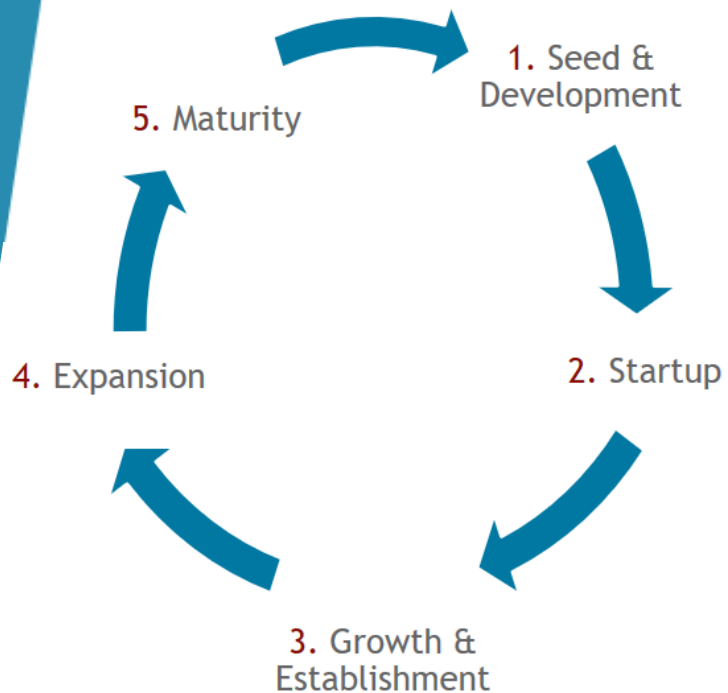 1. Seed &
Development
2. Startup
3. Growth &
Establishment
4. Expansion
5. Maturity